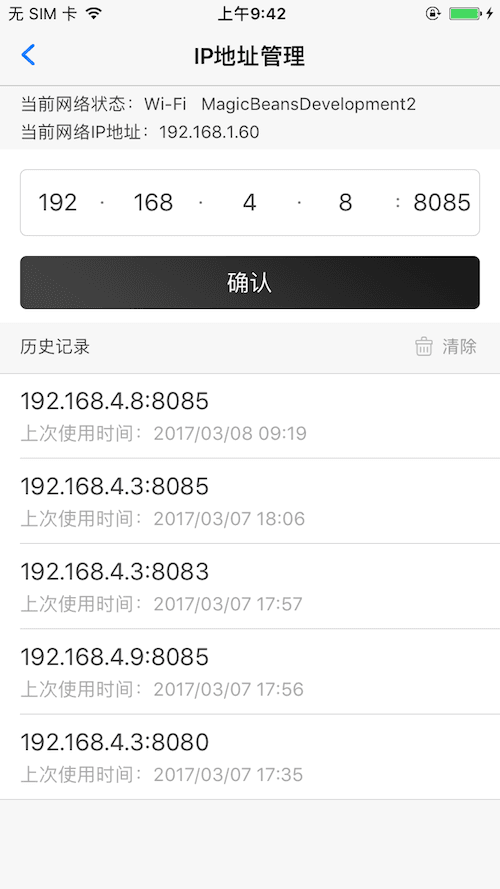 无 SIM 卡 上午9:42
IP地址管理
当前网络状态：Wi-Fi MagicBeansDevelopment2
当前网络IP地址：192.168.1.60
192 · 168 · 4 · 8 : 8085
确认
历史记录 清除
192.168.4.8:8085
上次使用时间：2017/03/08 09:19
192.168.4.3:8085
上次使用时间：2017/03/07 18:06
192.168.4.3:8083
上次使用时间：2017/03/07 17:57
192.168.4.9:8085
上次使用时间：2017/03/07 17:56
192.168.4.3:8080
上次使用时间：2017/03/07 17:35